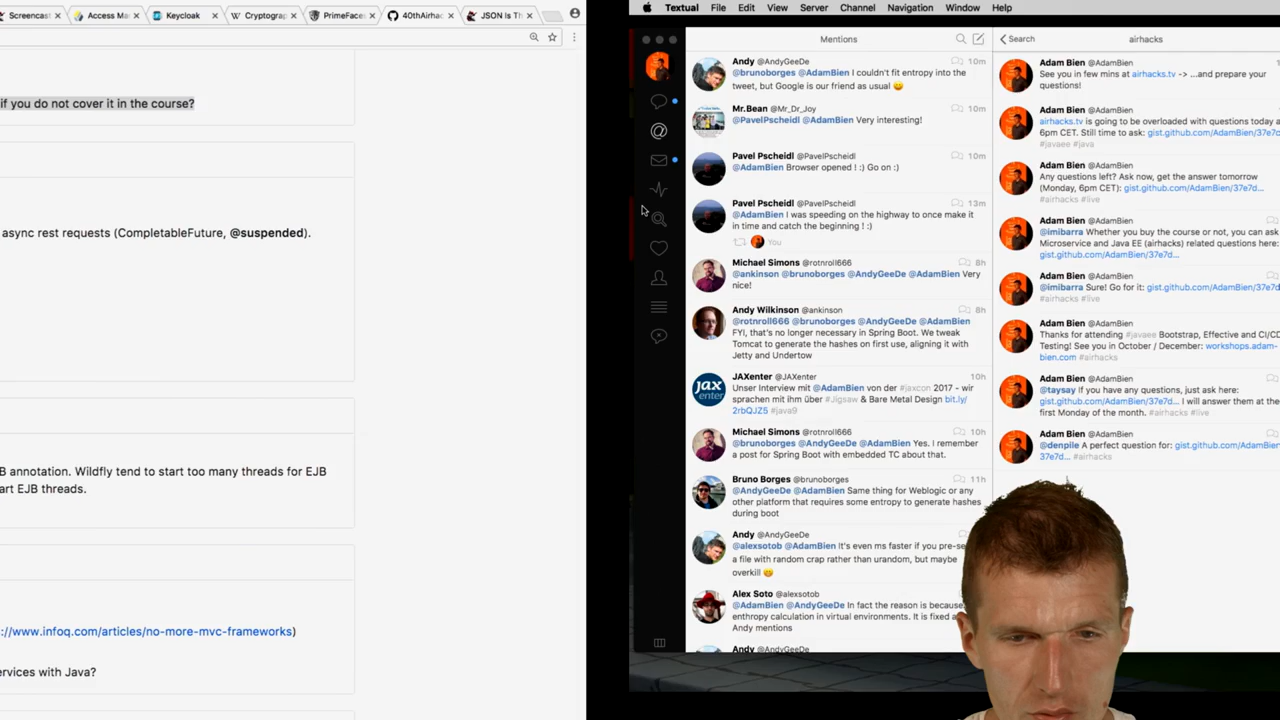 Screencast
Access Ma
Keycloak
Cryptograp
PrimeFaces
40thAirhac
JSON Is Th
if you do not cover it in the course?
async rest requests (CompletableFuture, @suspended).
B annotation. Wildfly tend to start too many threads for EJB
art EJB threads.
://www.infoq.com/articles/no-more-mvc-frameworks)
ervices with Java?
Textual File Edit View Server Channel Navigation Window Help
Mentions
Andy @AndyGeeDe 10m
@brunoborges @AdamBien I couldn't fit entropy into the
tweet, but Google is our friend as usual 😄
Mr.Bean @Mr_Dr_Joy 10m
@PavelPscheidl @AdamBien Very interesting!
Pavel Pscheidl @PavelPscheidl 10m
@AdamBien Browser opened ! :) Go on :)
Pavel Pscheidl @PavelPscheidl 13m
@AdamBien I was speeding on the highway to once make it
in time and catch the beginning ! :)
You
Michael Simons @rotnroll666 8h
@ankinson @brunoborges @AndyGeeDe @AdamBien Very
nice!
Andy Wilkinson @ankinson 8h
@rotnroll666 @brunoborges @AndyGeeDe @AdamBien
FYI, that's no longer necessary in Spring Boot. We tweak
Tomcat to generate the hashes on first use, aligning it with
Jetty and Undertow
JAXenter @JAXenter 10h
Unser Interview mit @AdamBien von der #jaxcon 2017 - wir
sprachen mit ihm über #Jigsaw & Bare Metal Design bit.ly/
2rbQJZ5 #java9
Michael Simons @rotnroll666 10h
@brunoborges @AndyGeeDe @AdamBien Yes. I remember
a post for Spring Boot with embedded TC about that.
Bruno Borges @brunoborges 11h
@AndyGeeDe @AdamBien Same thing for Weblogic or any
other platform that requires some entropy to generate hashes
during boot
Andy @AndyGeeDe
@alexsotob @AdamBien It's even ms faster if you pre-se
a file with random crap rather than urandom, but maybe
overkill 😄
Alex Soto @alexsotob
@AdamBien @AndyGeeDe In fact the reason is because
enthropy calculation in virtual environments. It is fixed a
Andy mentions
Andy @AndyGeeDe
Search
airhacks
Adam Bien @AdamBien
See you in few mins at airhacks.tv -> ...and prepare your
questions!
Adam Bien @AdamBien
airhacks.tv is going to be overloaded with questions today a
6pm CET. Still time to ask: gist.github.com/AdamBien/37e7d
#javaee #java
Adam Bien @AdamBien
Any questions left? Ask now, get the answer tomorrow
(Monday, 6pm CET): gist.github.com/AdamBien/37e7d...
#airhacks #live
Adam Bien @AdamBien
@imibarra Whether you buy the course or not, you can ask
Microservice and Java EE (airhacks) related questions here:
gist.github.com/AdamBien/37e7d...
Adam Bien @AdamBien
@imibarra Sure! Go for it: gist.github.com/AdamBien/37e7d...
#airhacks #live
Adam Bien @AdamBien
Thanks for attending #javaee Bootstrap, Effective and CI/CD
Testing! See you in October / December: workshops.adam-
bien.com #airhacks
Adam Bien @AdamBien
@taysay If you have any questions, just ask here:
gist.github.com/AdamBien/37e7d... I will answer them at the
first Monday of the month. #airhacks #live
Adam Bien @AdamBien
@denpile A perfect question for: gist.github.com/AdamBien/
37e7d... #airhacks